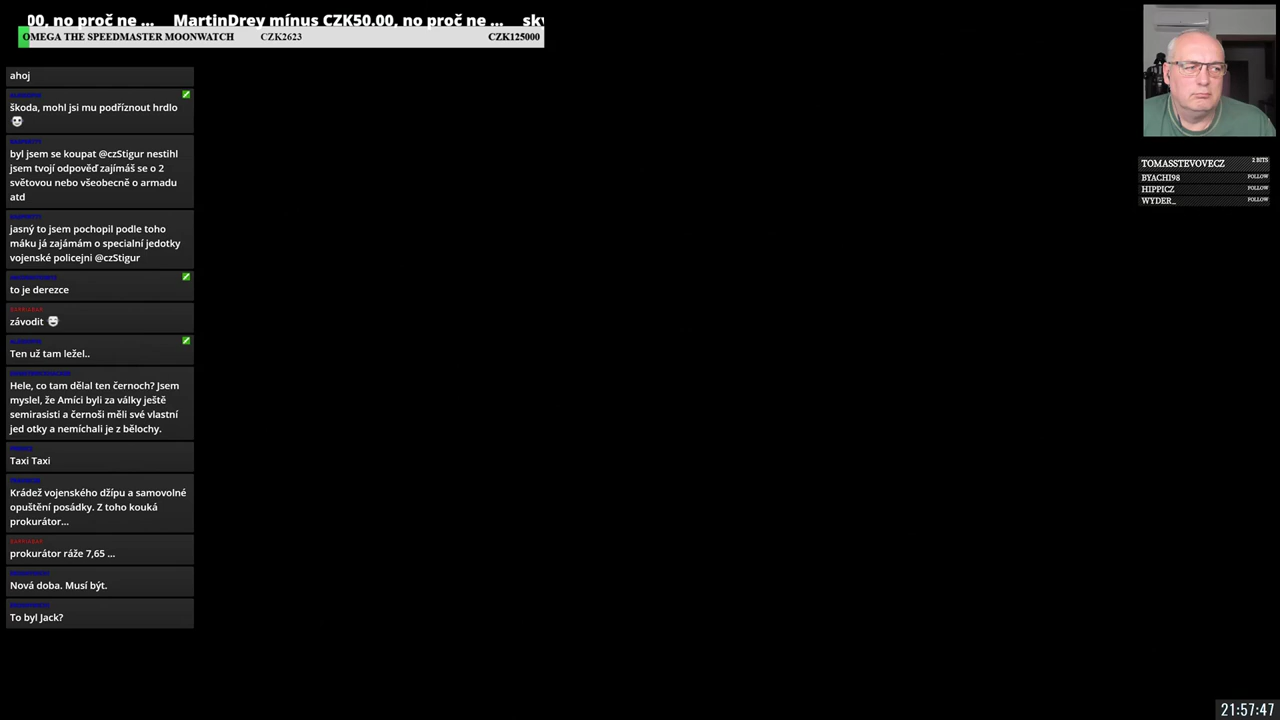 00, no proč ne ... MartinDrey mínus CZK50.00, no proč ne ... sky
OMEGA THE SPEEDMASTER MOONWATCH CZK2623 CZK125000
ahoj
škoda, mohl jsi mu podříznout hrdlo
byl jsem se koupat @czStigur nestihl
jsem tvojí odpověď zajímáš se o 2
světovou nebo všeobecně o armadu
atd
jasný to jsem pochopil podle toho
máku já zajámám o specialní jedotky
vojenské policejni @czStigur
to je derezce
závodit
Ten už tam ležel..
Hele, co tam dělal ten černoch? Jsem
myslel, že Amíci byli za války ještě
semirasisti a černoši měli své vlastní
jed otky a nemíchali je z bělochy.
Taxi Taxi
Krádež vojenského džípu a samovolné
opuštění posádky. Z toho kouká
prokurátor...
prokurátor ráže 7,65 ...
Nová doba. Musí být.
To byl Jack?
TOMASSTEVOVECZ 2 BITS
BYACHI98 FOLLOW
HIPPICZ FOLLOW
WYDER_ FOLLOW
21:57:47